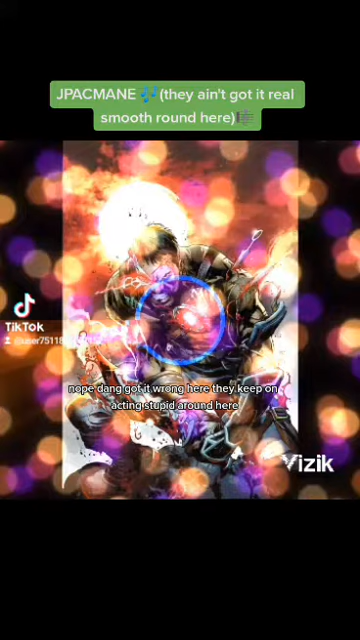 JPACMANE 🎶(they ain't got it real
smooth round here)🎼
TikTok
@user75118
nope dang got it wrong here they keep on
acting stupid around here
Vizik